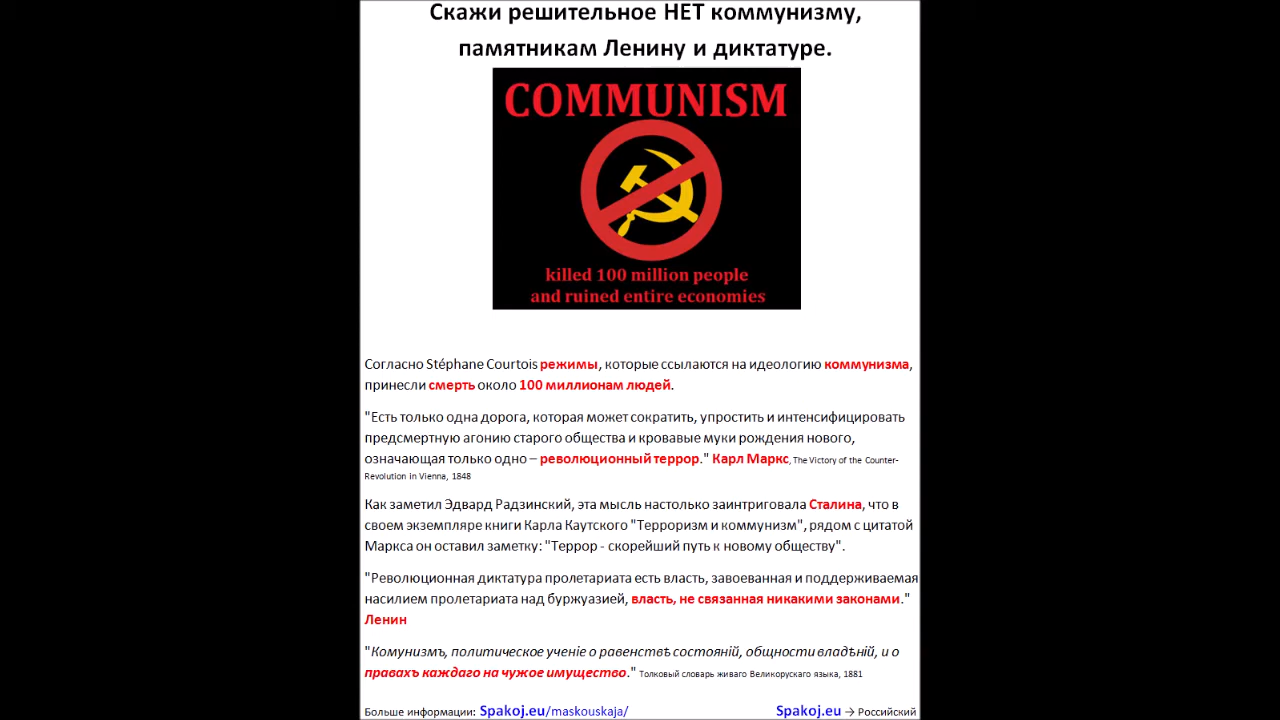 Скажи решительное НЕТ коммунизму,
памятникам Ленину и диктатуре.
COMMUNISM
killed 100 million people
and ruined entire economies
Согласно Stéphane Courtois режимы, которые ссылаются на идеологию коммунизма,
принесли смерть около 100 миллионам людей.
"Есть только одна дорога, которая может сократить, упростить и интенсифицировать
предсмертную агонию старого общества и кровавые муки рождения нового,
означающая только одно – революционный террор." Карл Маркс, The Victory of the Counter-
Revolution in Vienna, 1848
Как заметил Эдвард Радзинский, эта мысль настолько заинтриговала Сталина, что в
своем экземпляре книги Карла Каутского "Терроризм и коммунизм", рядом с цитатой
Маркса он оставил заметку: "Террор - скорейший путь к новому обществу".
"Революционная диктатура пролетариата есть власть, завоеванная и поддерживаемая
насилием пролетариата над буржуазией, власть, не связанная никакими законами."
Ленин
"Комунизмъ, политическое ученіе о равенствѣ состояній, общности владѣній, и о
правахъ каждаго на чужое имущество." Толковый словарь живаго Великорускаго языка, 1881
Больше информации: Spakoj.eu/maskouskaja/ Spakoj.eu → Российский